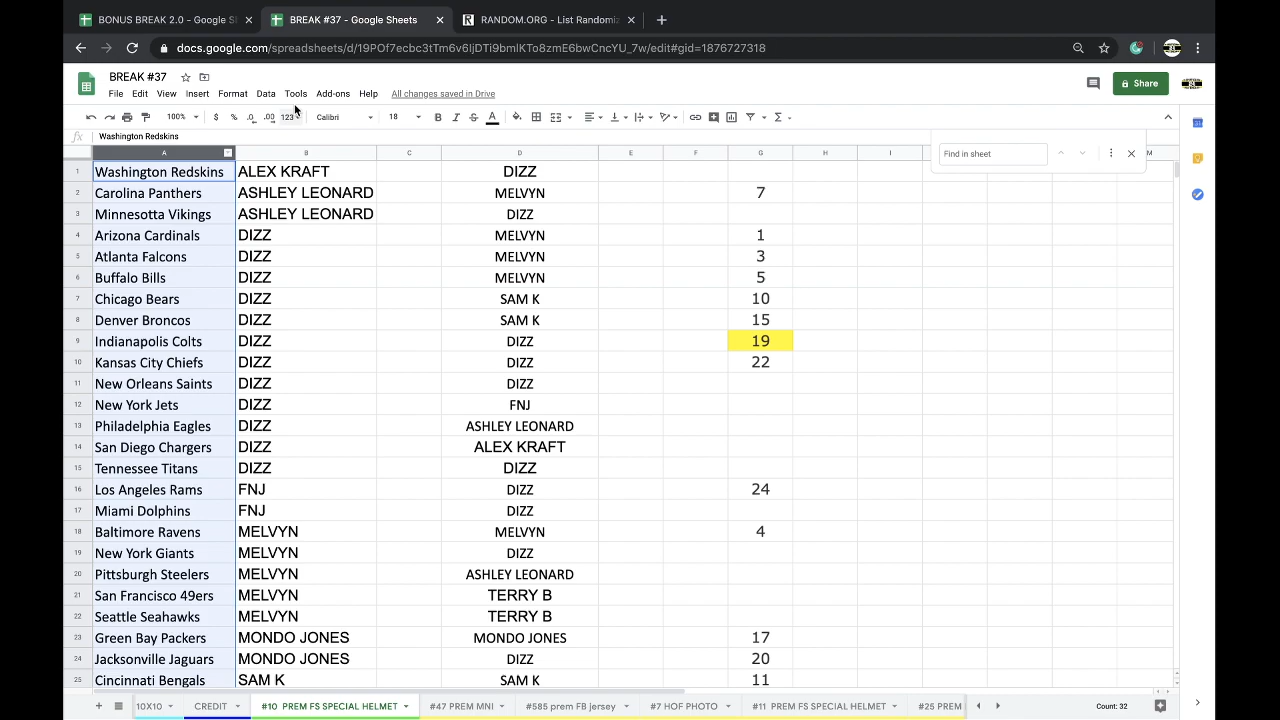 BONUS BREAK 2.0 - Google S
BREAK #37 - Google Sheets
RANDOM.ORG - List Randomiz
docs.google.com/spreadsheets/d/19POf7ecbc3tTm6v6IjDTi9bmIKTo8zmE6bwCncYU_7w/edit#gid=1876727318
BREAK #37
File Edit View Insert Format Data Tools Add-ons Help All changes saved in Drive
Share
100% $ % .0 .00 123 Calibri 18 B I S A
fx Washington Redskins
Find in sheet
A B C D E F G H I M
1 Washington Redskins ALEX KRAFT DIZZ
2 Carolina Panthers ASHLEY LEONARD MELVYN 7
3 Minnesotta Vikings ASHLEY LEONARD DIZZ
4 Arizona Cardinals DIZZ MELVYN 1
5 Atlanta Falcons DIZZ MELVYN 3
6 Buffalo Bills DIZZ MELVYN 5
7 Chicago Bears DIZZ SAM K 10
8 Denver Broncos DIZZ SAM K 15
9 Indianapolis Colts DIZZ DIZZ 19
10 Kansas City Chiefs DIZZ DIZZ 22
11 New Orleans Saints DIZZ DIZZ
12 New York Jets DIZZ FNJ
13 Philadelphia Eagles DIZZ ASHLEY LEONARD
14 San Diego Chargers DIZZ ALEX KRAFT
15 Tennessee Titans DIZZ DIZZ
16 Los Angeles Rams FNJ DIZZ 24
17 Miami Dolphins FNJ DIZZ
18 Baltimore Ravens MELVYN MELVYN 4
19 New York Giants MELVYN DIZZ
20 Pittsburgh Steelers MELVYN ASHLEY LEONARD
21 San Francisco 49ers MELVYN TERRY B
22 Seattle Seahawks MELVYN TERRY B
23 Green Bay Packers MONDO JONES MONDO JONES 17
24 Jacksonville Jaguars MONDO JONES DIZZ 20
25 Cincinnati Bengals SAM K SAM K 11
10X10 CREDIT #10 PREM FS SPECIAL HELMET #47 PREM MNI #585 prem FB jersey #7 HOF PHOTO #11 PREM FS SPECIAL HELMET #25 PREM
Count: 32